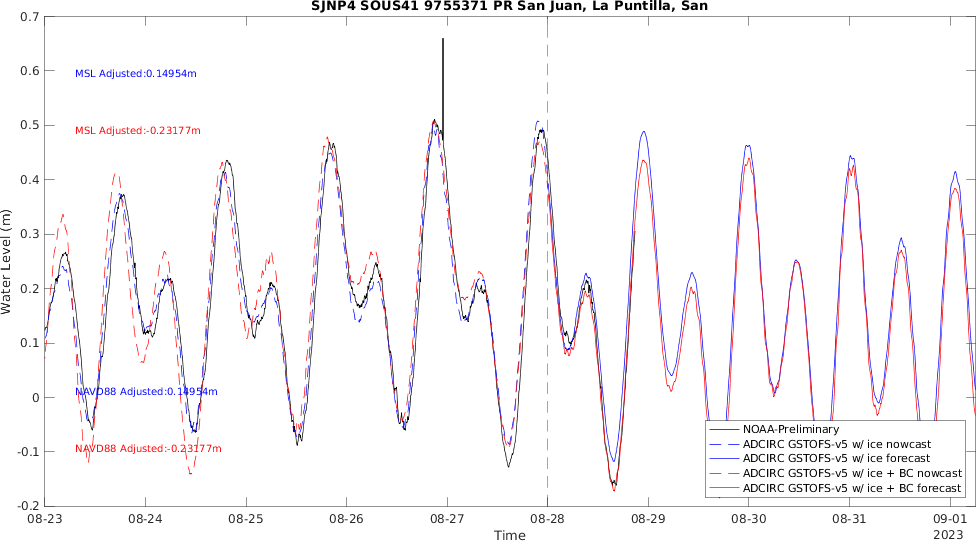 SJNP4 SOUS41 9755371 PR San Juan, La Puntilla, San
0.7
0.6
0.5
0.4
0.3
0.2
0.1
0
-0.1
-0.2
Water Level (m)
MSL Adjusted:0.14954m
MSL Adjusted:-0.23177m
NAVD88 Adjusted:0.14954m
NAVD88 Adjusted:-0.23177m
NOAA-Preliminary
ADCIRC GSTOFS-v5 w/ ice nowcast
ADCIRC GSTOFS-v5 w/ ice forecast
ADCIRC GSTOFS-v5 w/ ice + BC nowcast
ADCIRC GSTOFS-v5 w/ ice + BC forecast
08-23 08-24 08-25 08-26 08-27 08-28 08-29 08-30 08-31 09-01
Time
2023